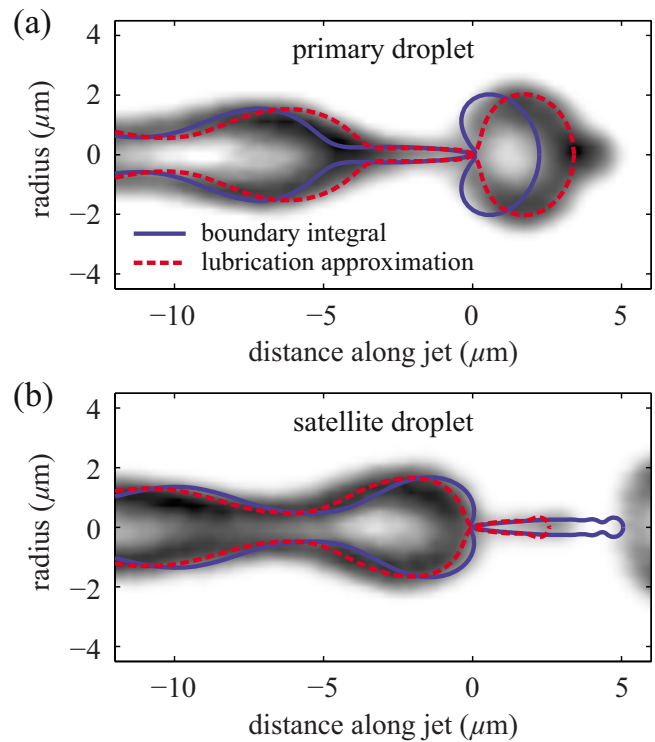 (a)
primary droplet
4
2
0
−2
−4
radius (μm)
boundary integral
lubrication approximation
−10
−5
0
5
distance along jet (μm)
(b)
satellite droplet
4
2
0
−2
−4
radius (μm)
−10
−5
0
5
distance along jet (μm)